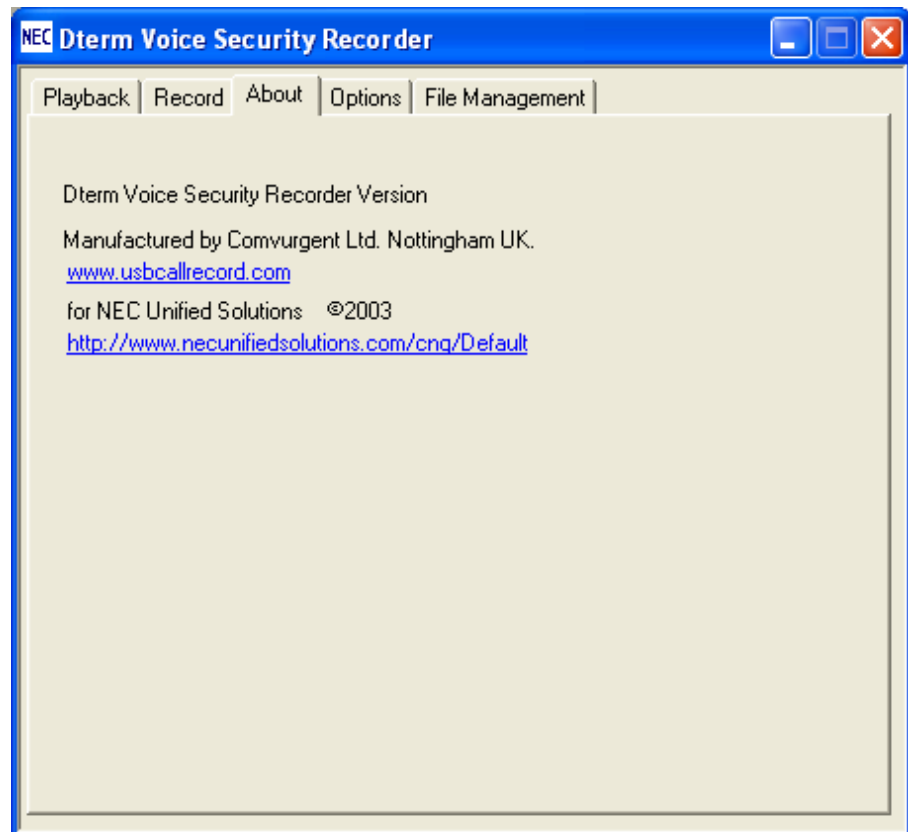 NEC Dterm Voice Security Recorder
Playback Record About Options File Management
Dterm Voice Security Recorder Version
Manufactured by Comvurgent Ltd. Nottingham UK.
www.usbcallrecord.com
for NEC Unified Solutions ©2003
http://www.necunifiedsolutions.com/cnq/Default